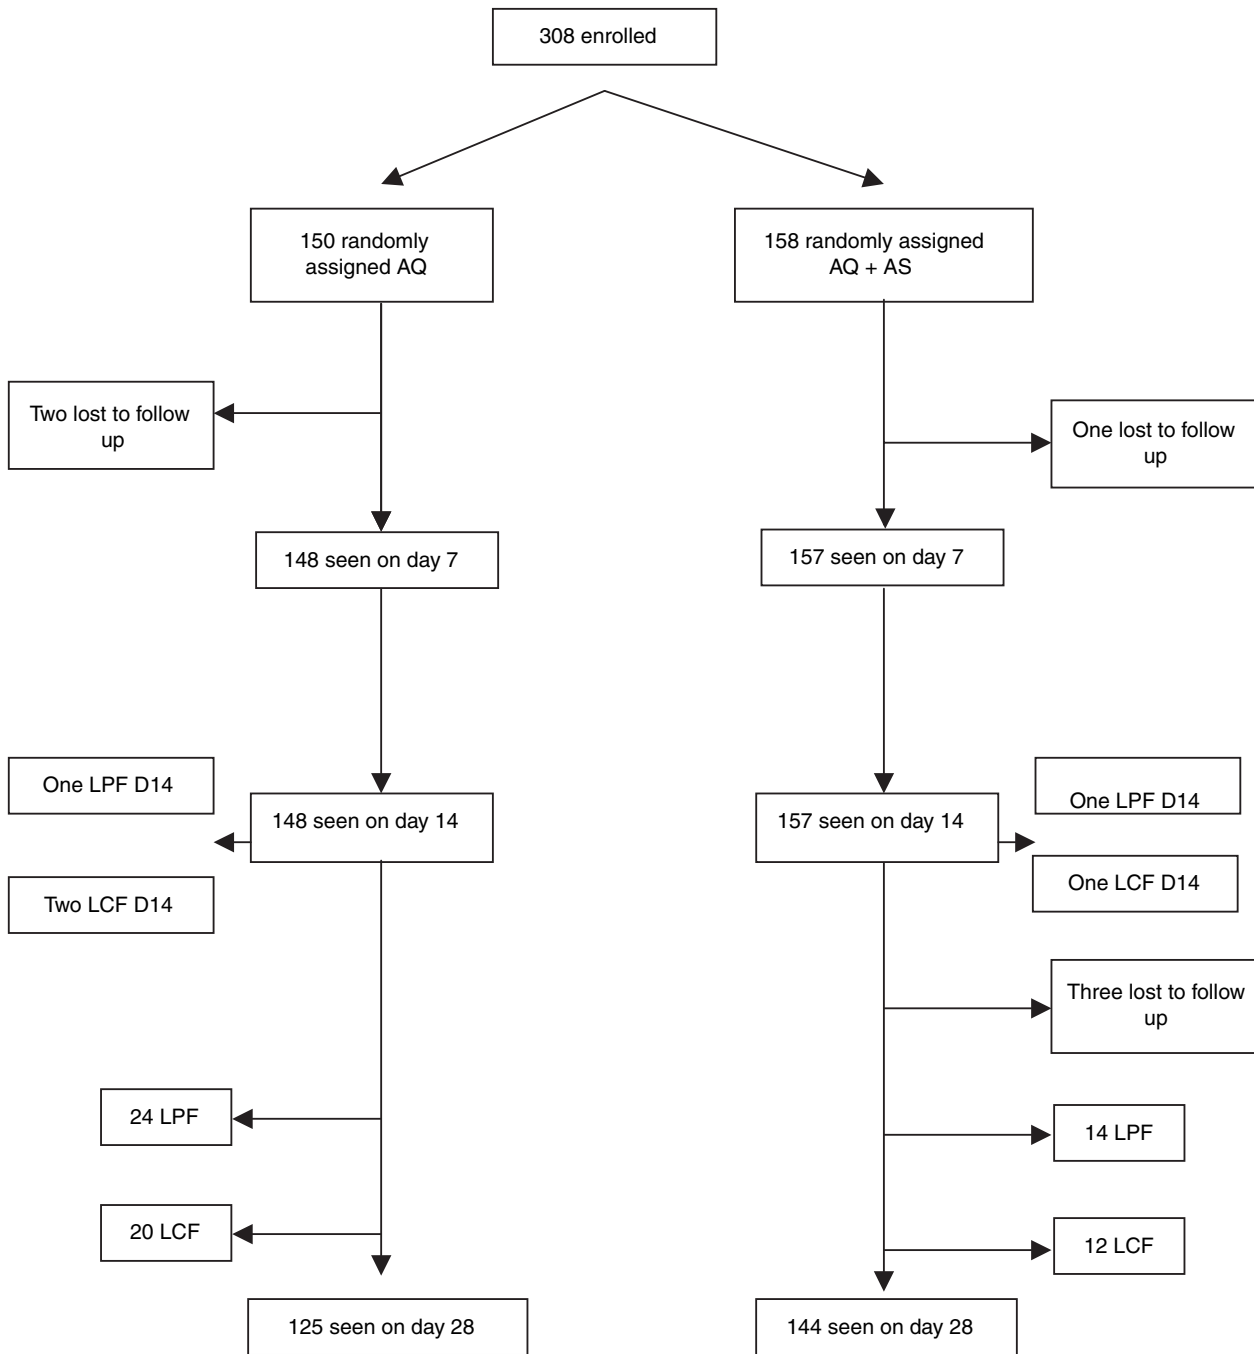 308 enrolled
150 randomly
assigned AQ
158 randomly assigned
AQ + AS
Two lost to follow
up
One lost to follow
up
148 seen on day 7
157 seen on day 7
One LPF D14
148 seen on day 14
Two LCF D14
157 seen on day 14
One LPF D14
One LCF D14
Three lost to follow
up
24 LPF
14 LPF
20 LCF
12 LCF
125 seen on day 28
144 seen on day 28